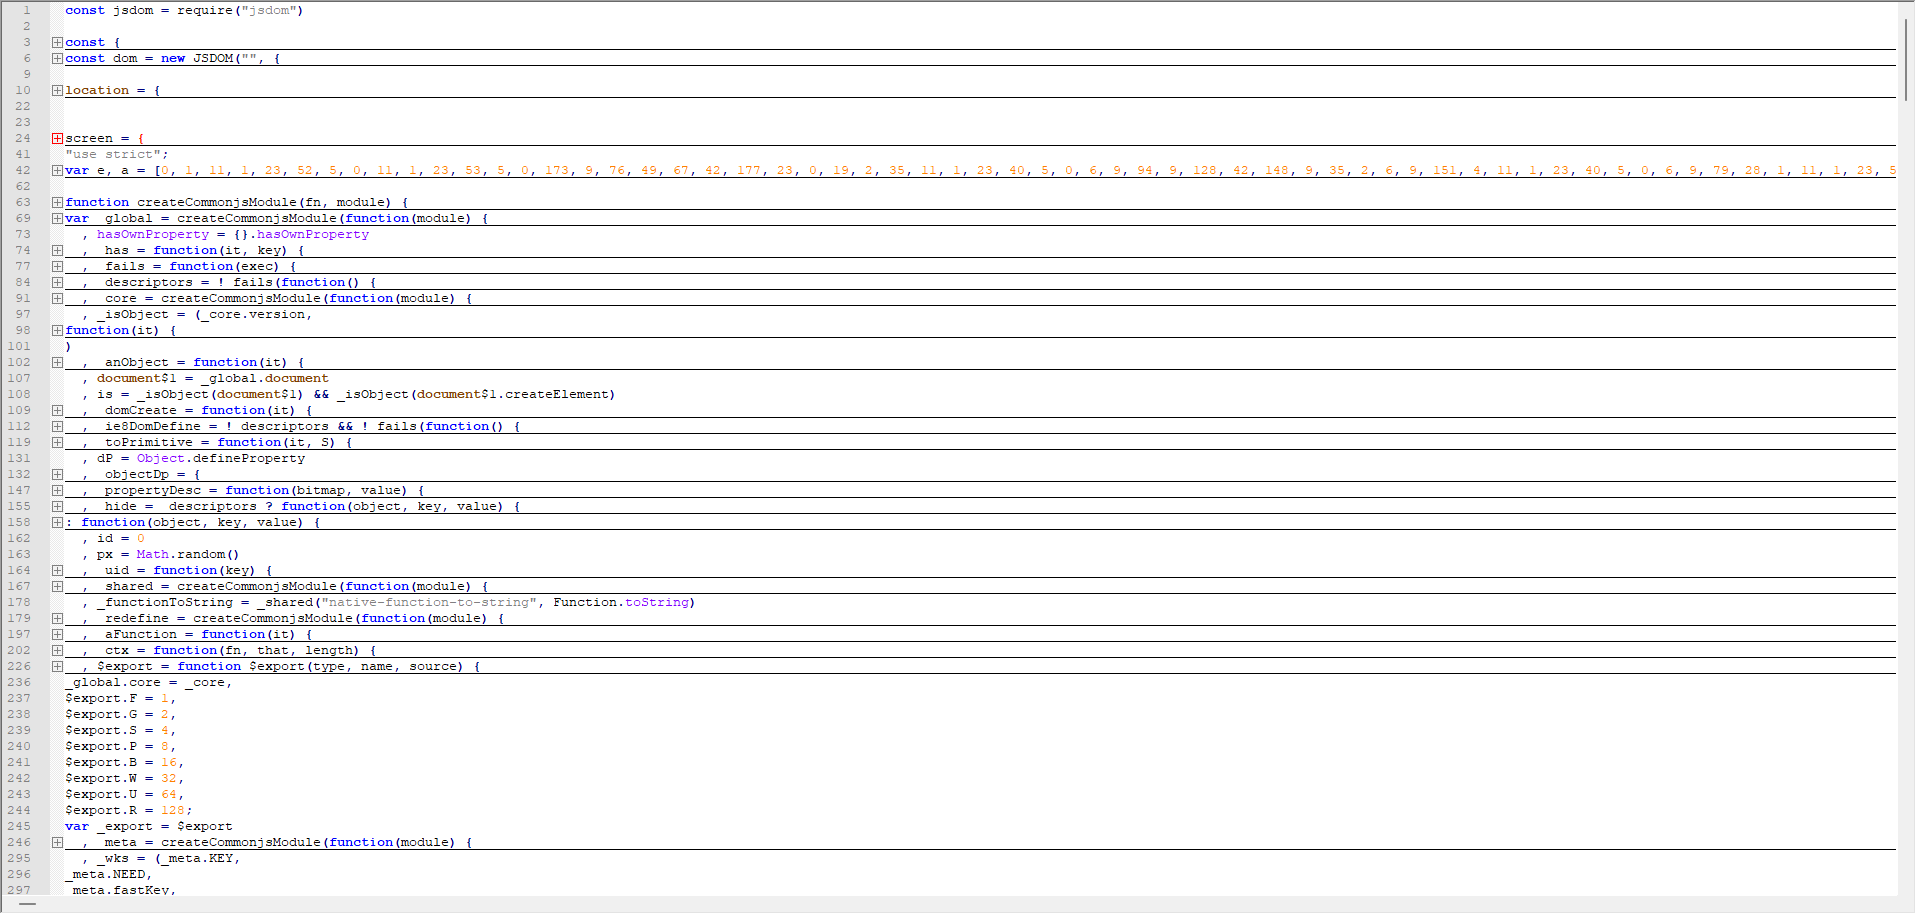 1 const jsdom = require("jsdom")
2
3 const {
6 const dom = new JSDOM("", {
9
10 location = {
22
23
24 screen = {
41 "use strict";
42 var e, a = [0, 1, 11, 1, 23, 52, 5, 0, 11, 1, 23, 53, 5, 0, 173, 9, 76, 49, 67, 42, 177, 23, 0, 19, 2, 35, 11, 1, 23, 40, 5, 0, 6, 9, 94, 9, 128, 42, 148, 9, 35, 2, 6, 9, 151, 4, 11, 1, 23, 40, 5, 0, 6, 9, 79, 28, 1, 11, 1, 23, 5
62
63 function createCommonjsModule(fn, module) {
69 var _global = createCommonjsModule(function(module) {
73 , hasOwnProperty = {}.hasOwnProperty
74 , _has = function(it, key) {
77 , _fails = function(exec) {
84 , _descriptors = !_fails(function() {
91 , _core = createCommonjsModule(function(module) {
97 , _isObject = (_core.version,
98 function(it) {
101 )
102 , _anObject = function(it) {
107 , document$1 = _global.document
108 , is = _isObject(document$1) && _isObject(document$1.createElement)
109 , _domCreate = function(it) {
112 , _ie8DomDefine = !_descriptors && !_fails(function() {
119 , _toPrimitive = function(it, S) {
131 , dP = Object.defineProperty
132 , _objectDp = {
147 , _propertyDesc = function(bitmap, value) {
155 , _hide = _descriptors ? function(object, key, value) {
158 : function(object, key, value) {
162 , id = 0
163 , px = Math.random()
164 , _uid = function(key) {
167 , _shared = createCommonjsModule(function(module) {
178 , _functionToString = _shared("native-function-to-string", Function.toString)
179 , _redefine = createCommonjsModule(function(module) {
197 , _aFunction = function(it) {
202 , _ctx = function(fn, that, length) {
226 , $export = function $export(type, name, source) {
236 _global.core = _core,
237 $export.F = 1,
238 $export.G = 2,
239 $export.S = 4,
240 $export.P = 8,
241 $export.B = 16,
242 $export.W = 32,
243 $export.U = 64,
244 $export.R = 128;
245 var _export = $export
246 , _meta = createCommonjsModule(function(module) {
295 , _wks = (_meta.KEY,
296 _meta.NEED,
297 _meta.fastKey,